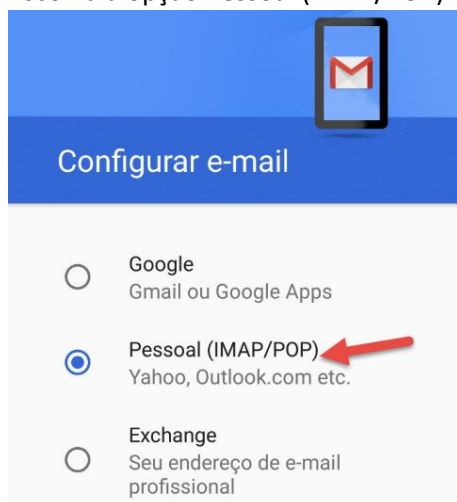 Configurar e-mail
Google
Gmail ou Google Apps
Pessoal (IMAP/POP)
Yahoo, Outlook.com etc.
Exchange
Seu endereço de e-mail
profissional